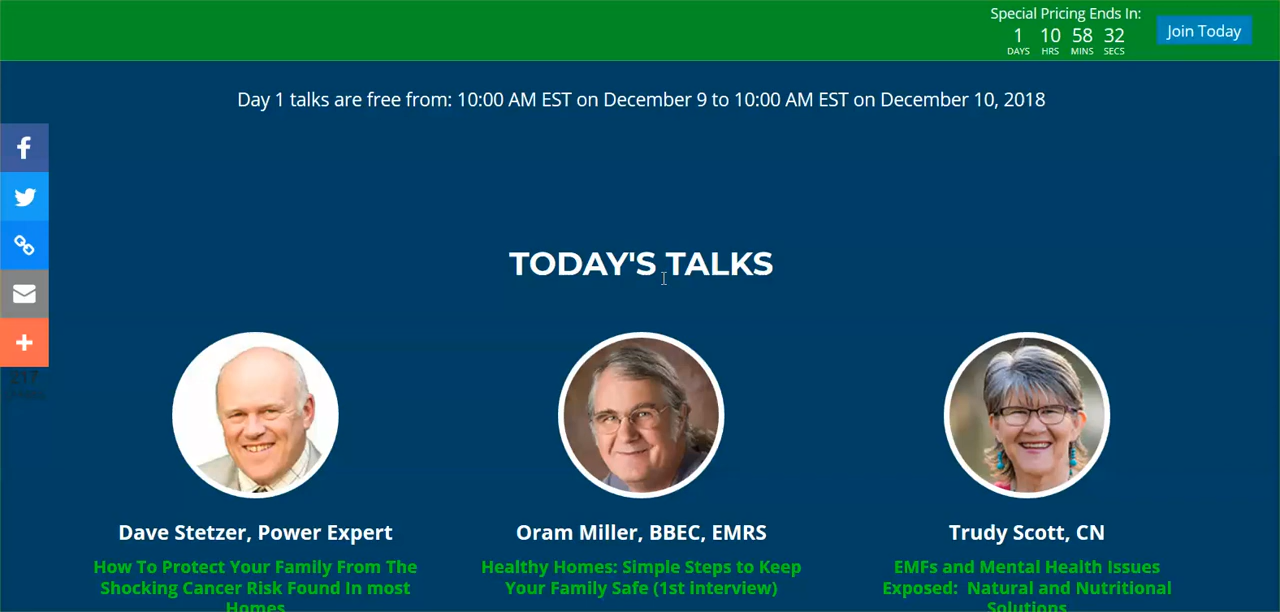 Special Pricing Ends In:
1 10 58 32
DAYS HRS MINS SECS
Join Today
Day 1 talks are free from: 10:00 AM EST on December 9 to 10:00 AM EST on December 10, 2018
217
TODAY'S TALKS
Dave Stetzer, Power Expert
How To Protect Your Family From The
Shocking Cancer Risk Found In most
Homes
Oram Miller, BBEC, EMRS
Healthy Homes: Simple Steps to Keep
Your Family Safe (1st interview)
Trudy Scott, CN
EMFs and Mental Health Issues
Exposed: Natural and Nutritional
Solutions